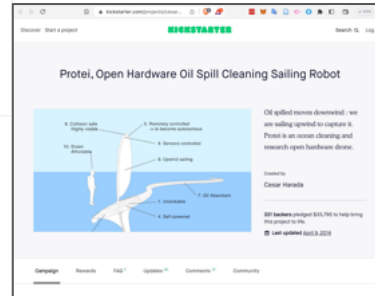 kickstarter.com/projects/cesar...
Discover Start a project
KICKSTARTER
Search
Log in
Protei, Open Hardware Oil Spill Cleaning Sailing Robot
9. Collision safe
Highly visible
10. Green
Affordable
5. Remotely controlled
-> to become autonomous
8. Sensors controlled
6. Upwind sailing
7. Oil Absorbent
1. Unsinkable
4. Self-powered
Oil spilled moves downwind : we
are sailing upwind to capture it.
Protei is an ocean cleaning and
research open hardware drone.
Created by
Cesar Harada
331 backers pledged $33,795 to help bring
this project to life.
Last updated April 9, 2014
Campaign
Rewards
FAQ
Updates
Comments
Community